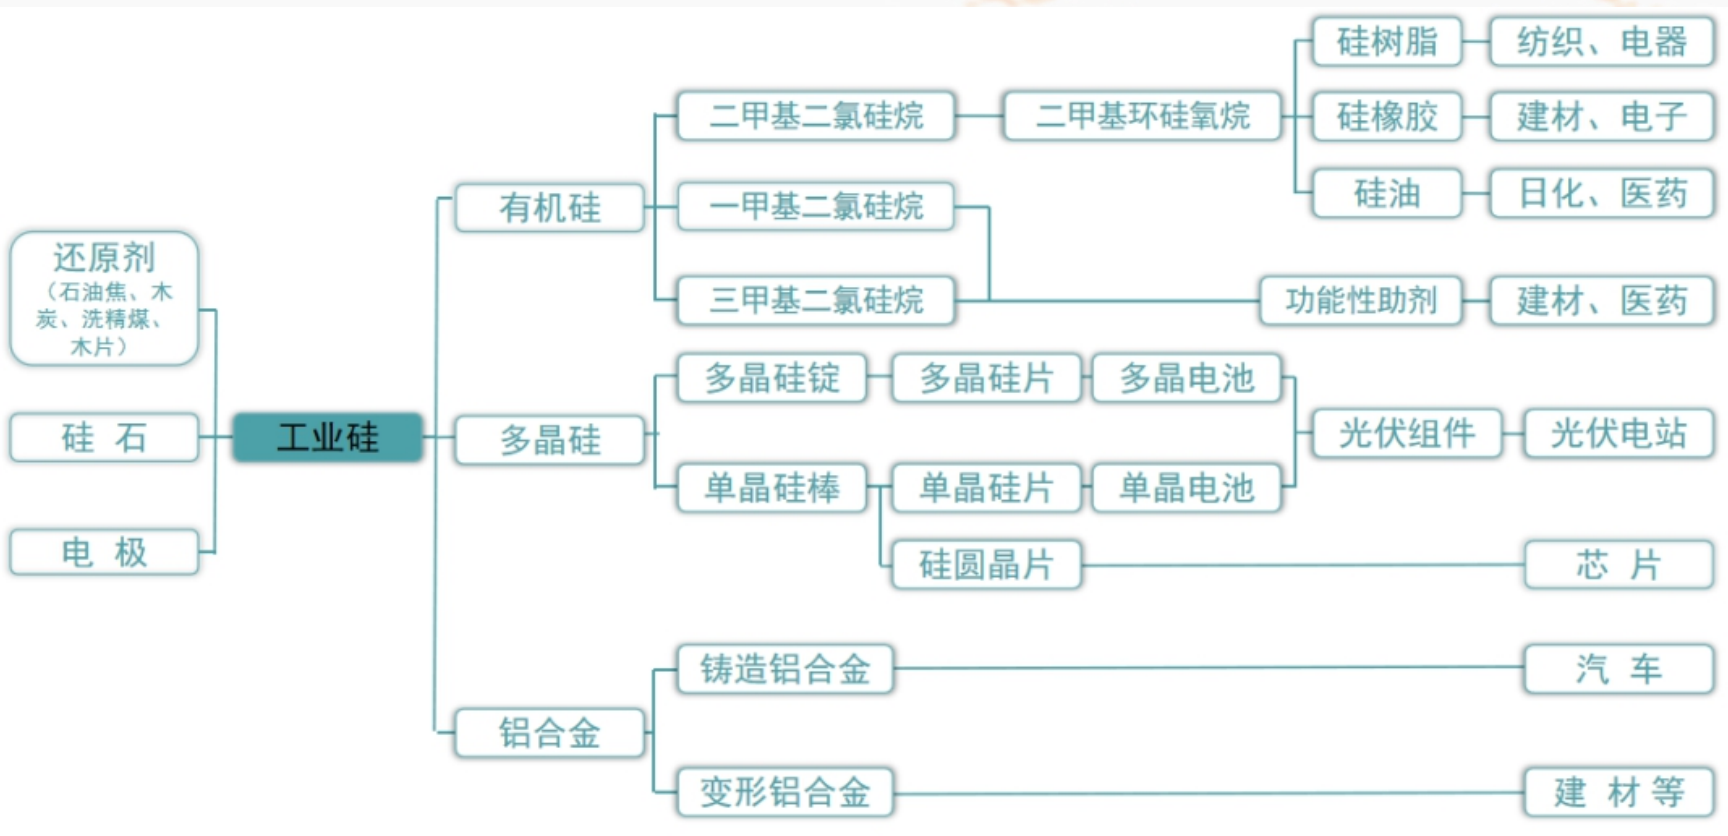 还原剂
（石油焦、木
炭、洗精煤、
木片）
硅 石
电 极
工业硅
有机硅
二甲基二氯硅烷
二甲基环硅氧烷
硅树脂
纺织、电器
硅橡胶
建材、电子
硅油
日化、医药
一甲基二氯硅烷
三甲基二氯硅烷
功能性助剂
建材、医药
多晶硅
多晶硅锭
多晶硅片
多晶电池
单晶硅棒
单晶硅片
单晶电池
光伏组件
光伏电站
硅圆晶片
芯 片
铝合金
铸造铝合金
汽 车
变形铝合金
建 材 等